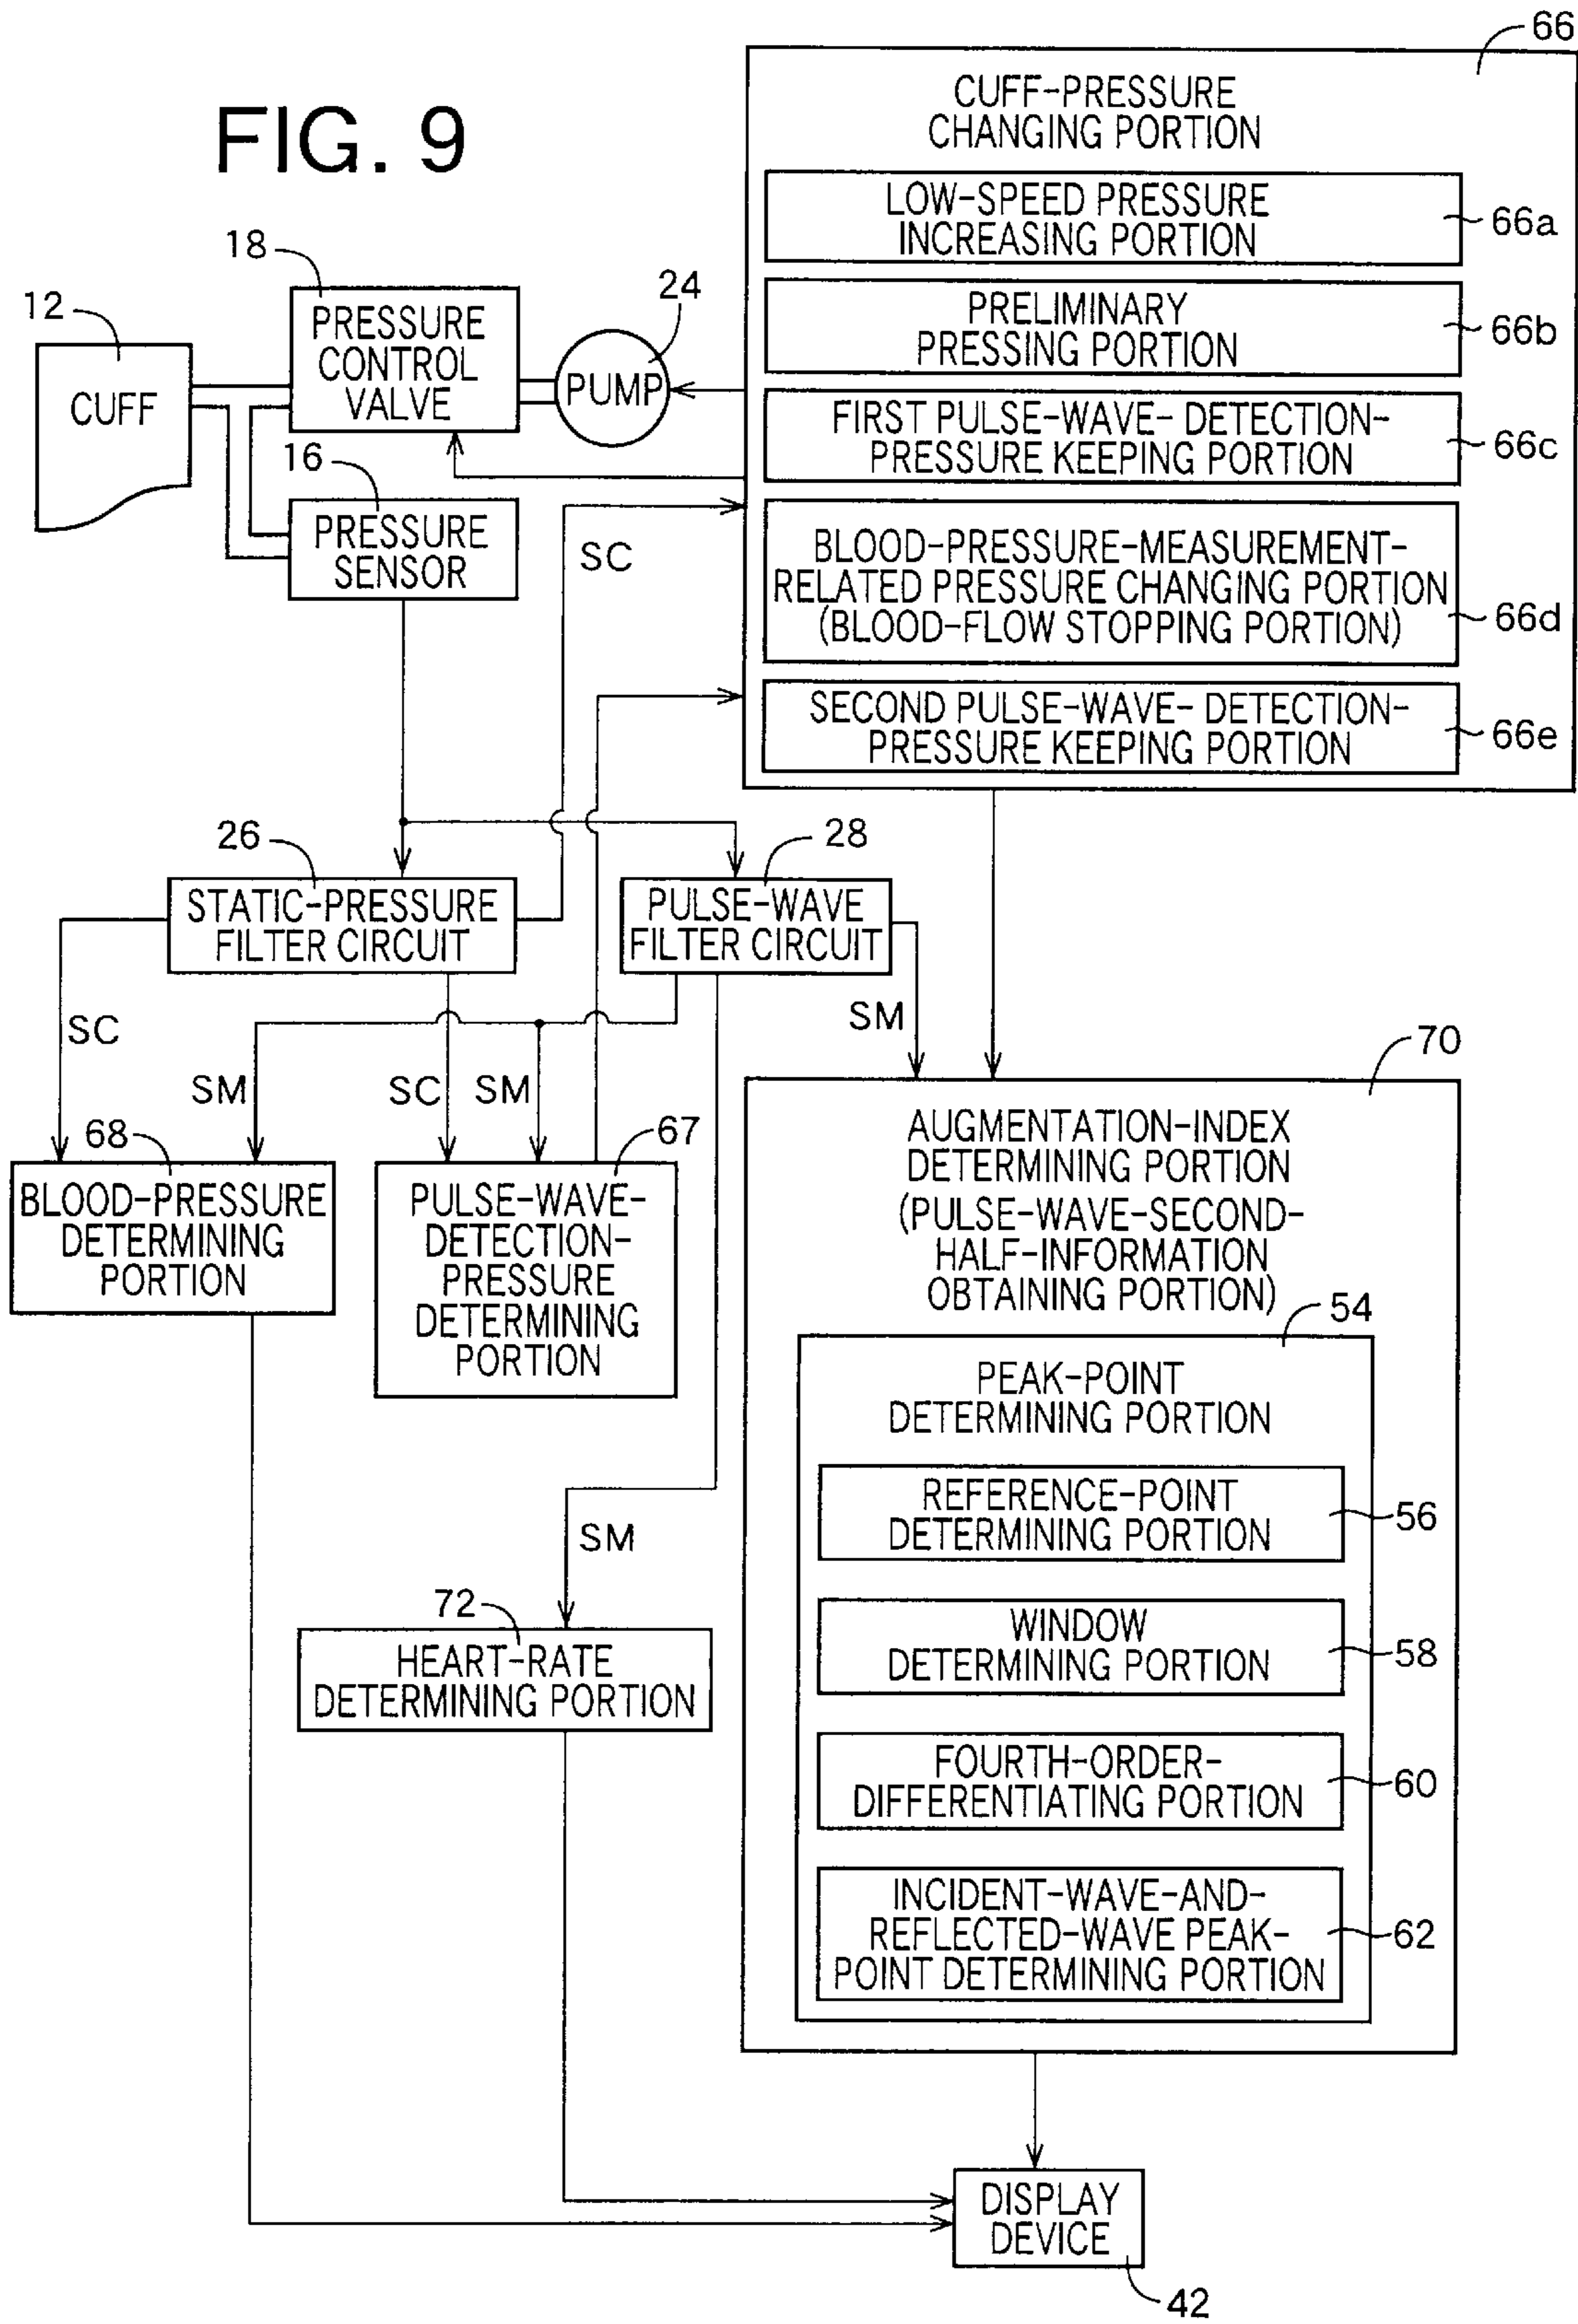 FIG. 9
66
CUFF-PRESSURE
CHANGING PORTION
LOW-SPEED PRESSURE
INCREASING PORTION
66a
PRELIMINARY
PRESSING PORTION
66b
FIRST PULSE-WAVE- DETECTION-
PRESSURE KEEPING PORTION
66c
BLOOD-PRESSURE-MEASUREMENT-
RELATED PRESSURE CHANGING PORTION
(BLOOD-FLOW STOPPING PORTION)
66d
SECOND PULSE-WAVE- DETECTION-
PRESSURE KEEPING PORTION
66e
12
CUFF
18
PRESSURE
CONTROL
VALVE
24
PUMP
16
PRESSURE
SENSOR
SC
26
STATIC-PRESSURE
FILTER CIRCUIT
28
PULSE-WAVE
FILTER CIRCUIT
SC
SM
SC
SM
SM
68
BLOOD-PRESSURE
DETERMINING
PORTION
67
PULSE-WAVE-
DETECTION-
PRESSURE
DETERMINING
PORTION
70
AUGMENTATION-INDEX
DETERMINING PORTION
(PULSE-WAVE-SECOND-
HALF-INFORMATION
OBTAINING PORTION)
54
PEAK-POINT
DETERMINING PORTION
REFERENCE-POINT
DETERMINING PORTION
56
WINDOW
DETERMINING PORTION
58
FOURTH-ORDER-
DIFFERENTIATING PORTION
60
INCIDENT-WAVE-AND-
REFLECTED-WAVE PEAK-
POINT DETERMINING PORTION
62
SM
72
HEART-RATE
DETERMINING PORTION
DISPLAY
DEVICE
42